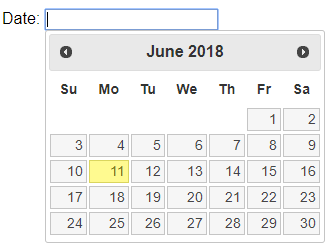 Date:
June 2018
Su Mo Tu We Th Fr Sa
1 2
3 4 5 6 7 8 9
10 11 12 13 14 15 16
17 18 19 20 21 22 23
24 25 26 27 28 29 30